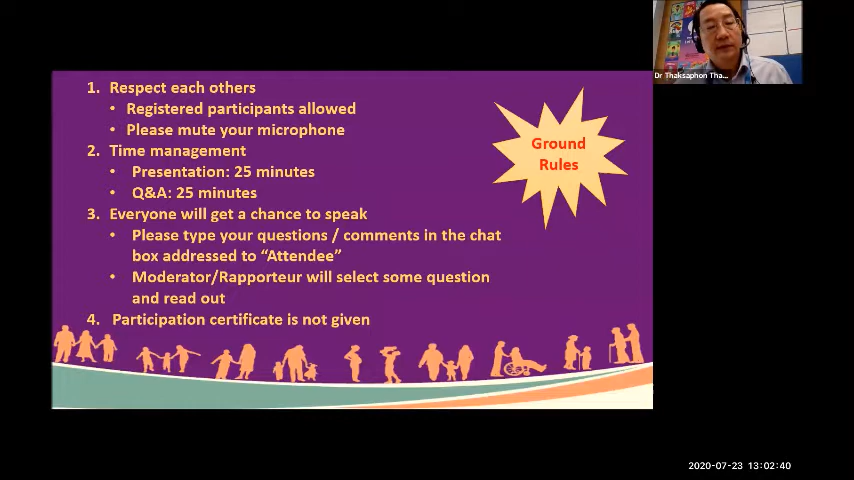 Dr Thaksaphon Tha...
1. Respect each others
• Registered participants allowed
• Please mute your microphone
2. Time management
• Presentation: 25 minutes
• Q&A: 25 minutes
3. Everyone will get a chance to speak
• Please type your questions / comments in the chat
box addressed to “Attendee”
• Moderator/Rapporteur will select some question
and read out
4. Participation certificate is not given
Ground
Rules
2020-07-23 13:02:40